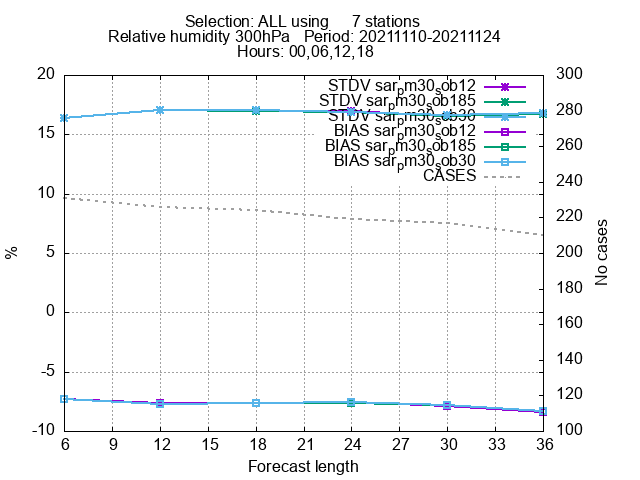 Selection: ALL using 7 stations
Relative humidity 300hPa Period: 20211110-20211124
Hours: 00,06,12,18
20 15 10 5 0 -5 -10
%
STDV sarpm30sob12
STDV sarpm30sob185
STDV sarpm30sob30
BIAS sarpm30sob12
BIAS sarpm30sob185
BIAS sarpm30sob30
CASES
300 280 260 240 220 200 180 160 140 120 100
No cases
6 9 12 15 18 21 24 27 30 33 36
Forecast length